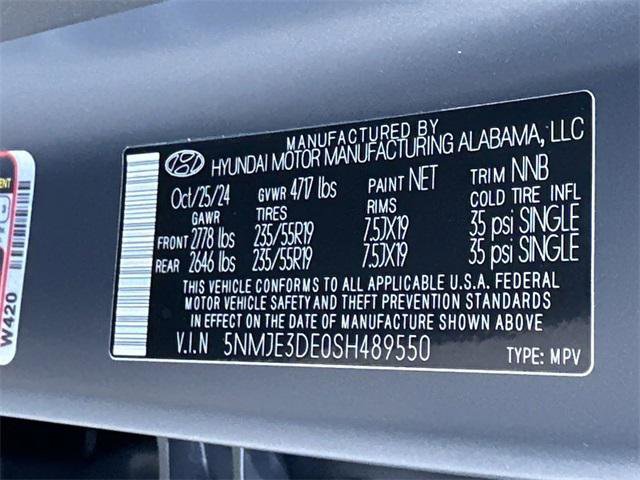 MANUFACTURED BY
HYUNDAI MOTOR MANUFACTURING ALABAMA, LLC
Oct/25/24 GVWR 4717 lbs PAINT NET TRIM NNB
GAWR TIRES RIMS COLD TIRE INFL
FRONT 2778 lbs 235/55R19 7.5JX19 35 psi SINGLE
REAR 2646 lbs 235/55R19 7.5JX19 35 psi SINGLE
THIS VEHICLE CONFORMS TO ALL APPLICABLE U.S.A. FEDERAL
MOTOR VEHICLE SAFETY AND THEFT PREVENTION STANDARDS
IN EFFECT ON THE DATE OF MANUFACTURE SHOWN ABOVE
V.I.N 5NMJE3DE0SH489550 TYPE: MPV
W420